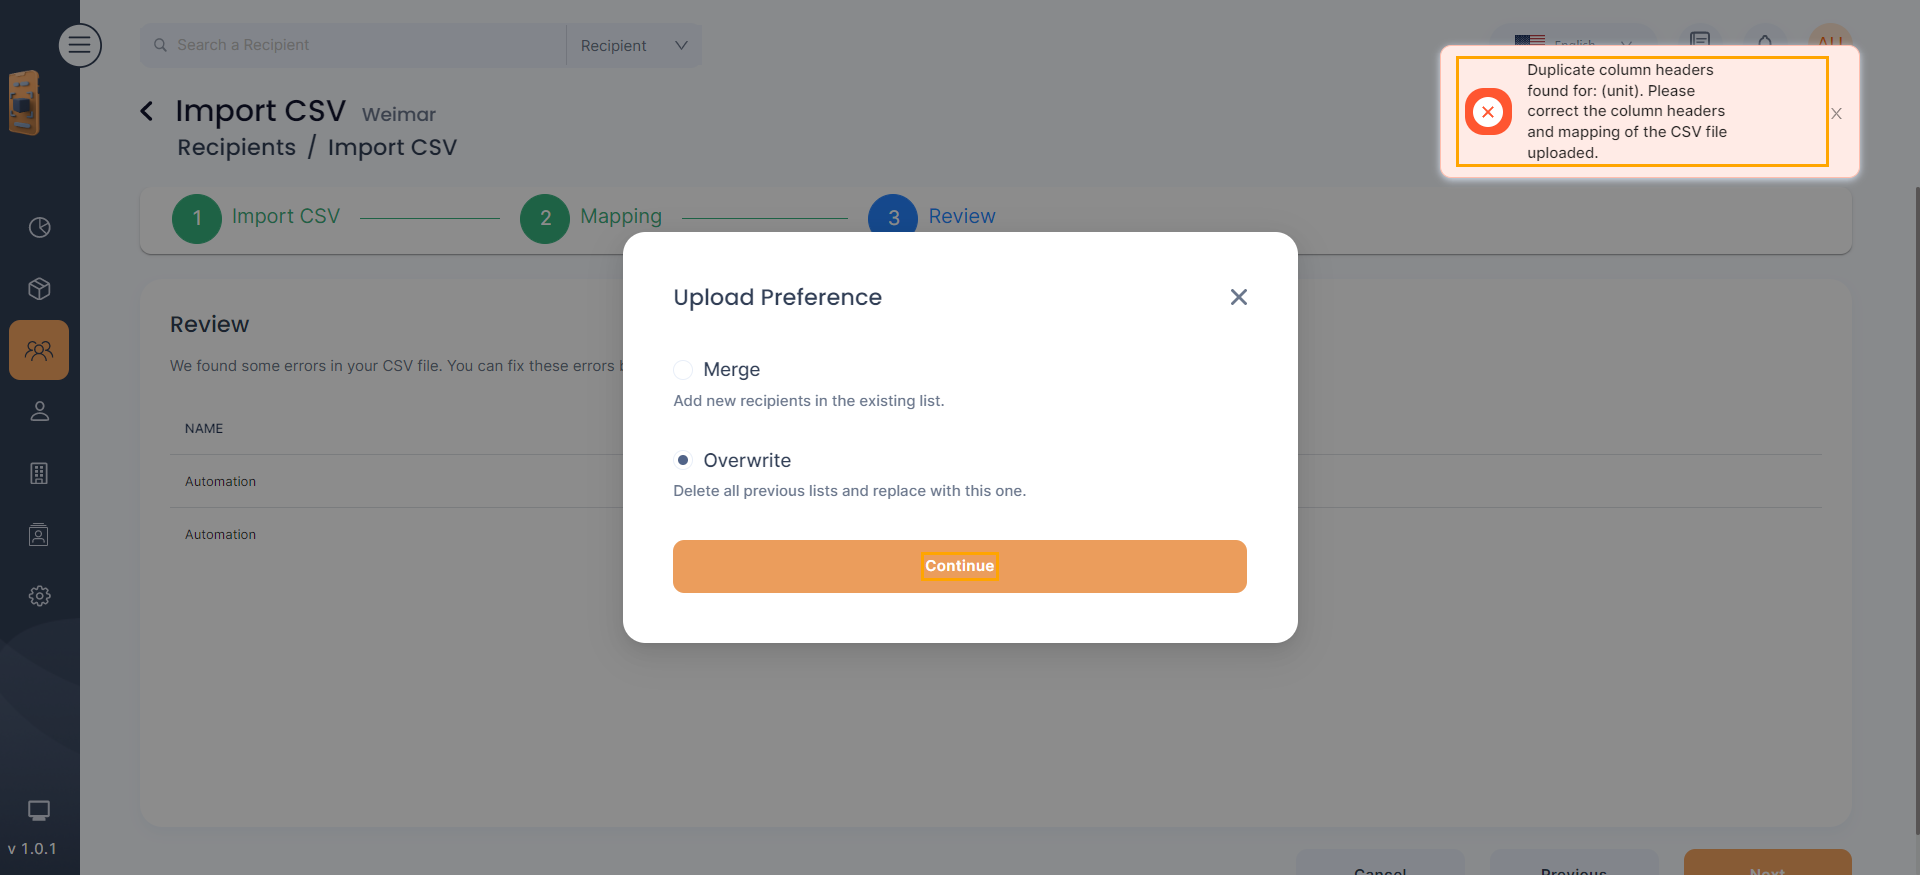 Search a Recipient
Recipient
English
AU
Duplicate column headers
found for: (unit). Please
correct the column headers
and mapping of the CSV file
uploaded.
Import CSV Weimar
Recipients / Import CSV
1 Import CSV
2 Mapping
3 Review
Upload Preference
Merge
Add new recipients in the existing list.
Overwrite
Delete all previous lists and replace with this one.
Continue
Review
We found some errors in your CSV file. You can fix these errors
NAME
Automation
Automation
v 1.0.1
Cancel
Previous
Next